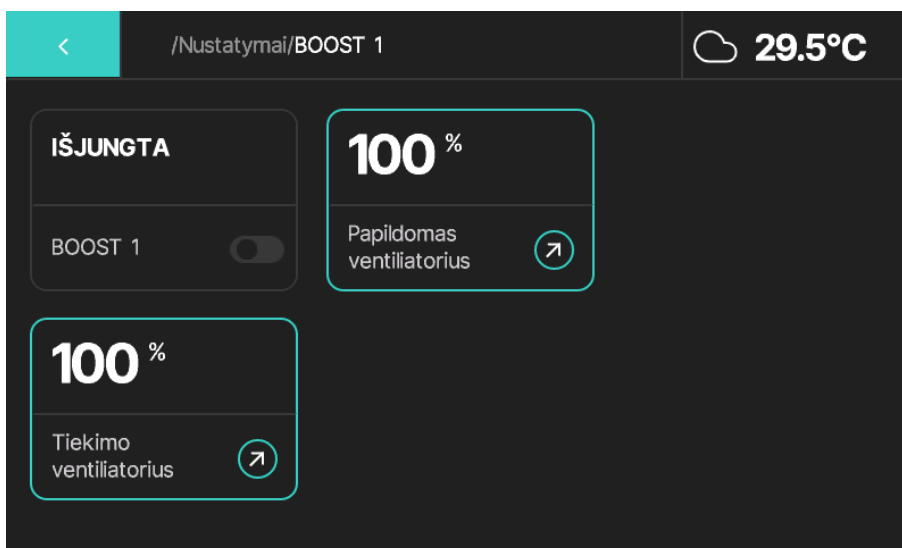 /Nustatymai/BOOST 1
29.5°C
IŠJUNGTA
BOOST 1
100 %
Papildomas
ventiliatorius
100 %
Tiekimo
ventiliatorius